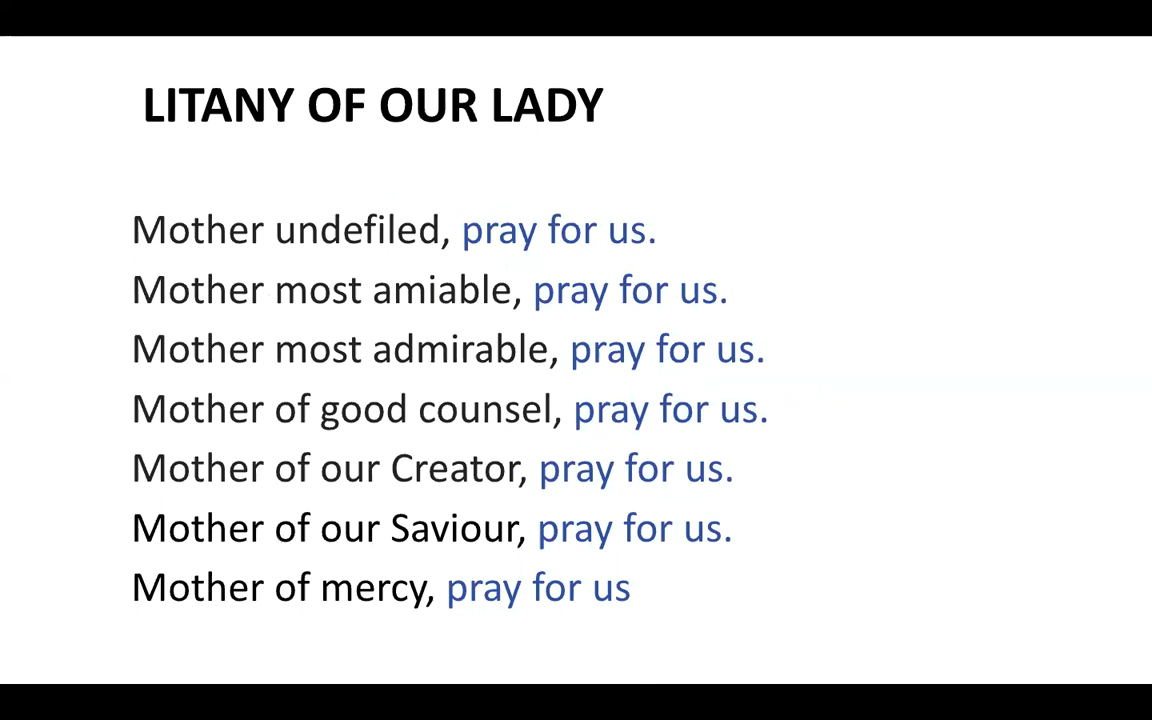 LITANY OF OUR LADY
Mother undefiled, pray for us.
Mother most amiable, pray for us.
Mother most admirable, pray for us.
Mother of good counsel, pray for us.
Mother of our Creator, pray for us.
Mother of our Saviour, pray for us.
Mother of mercy, pray for us